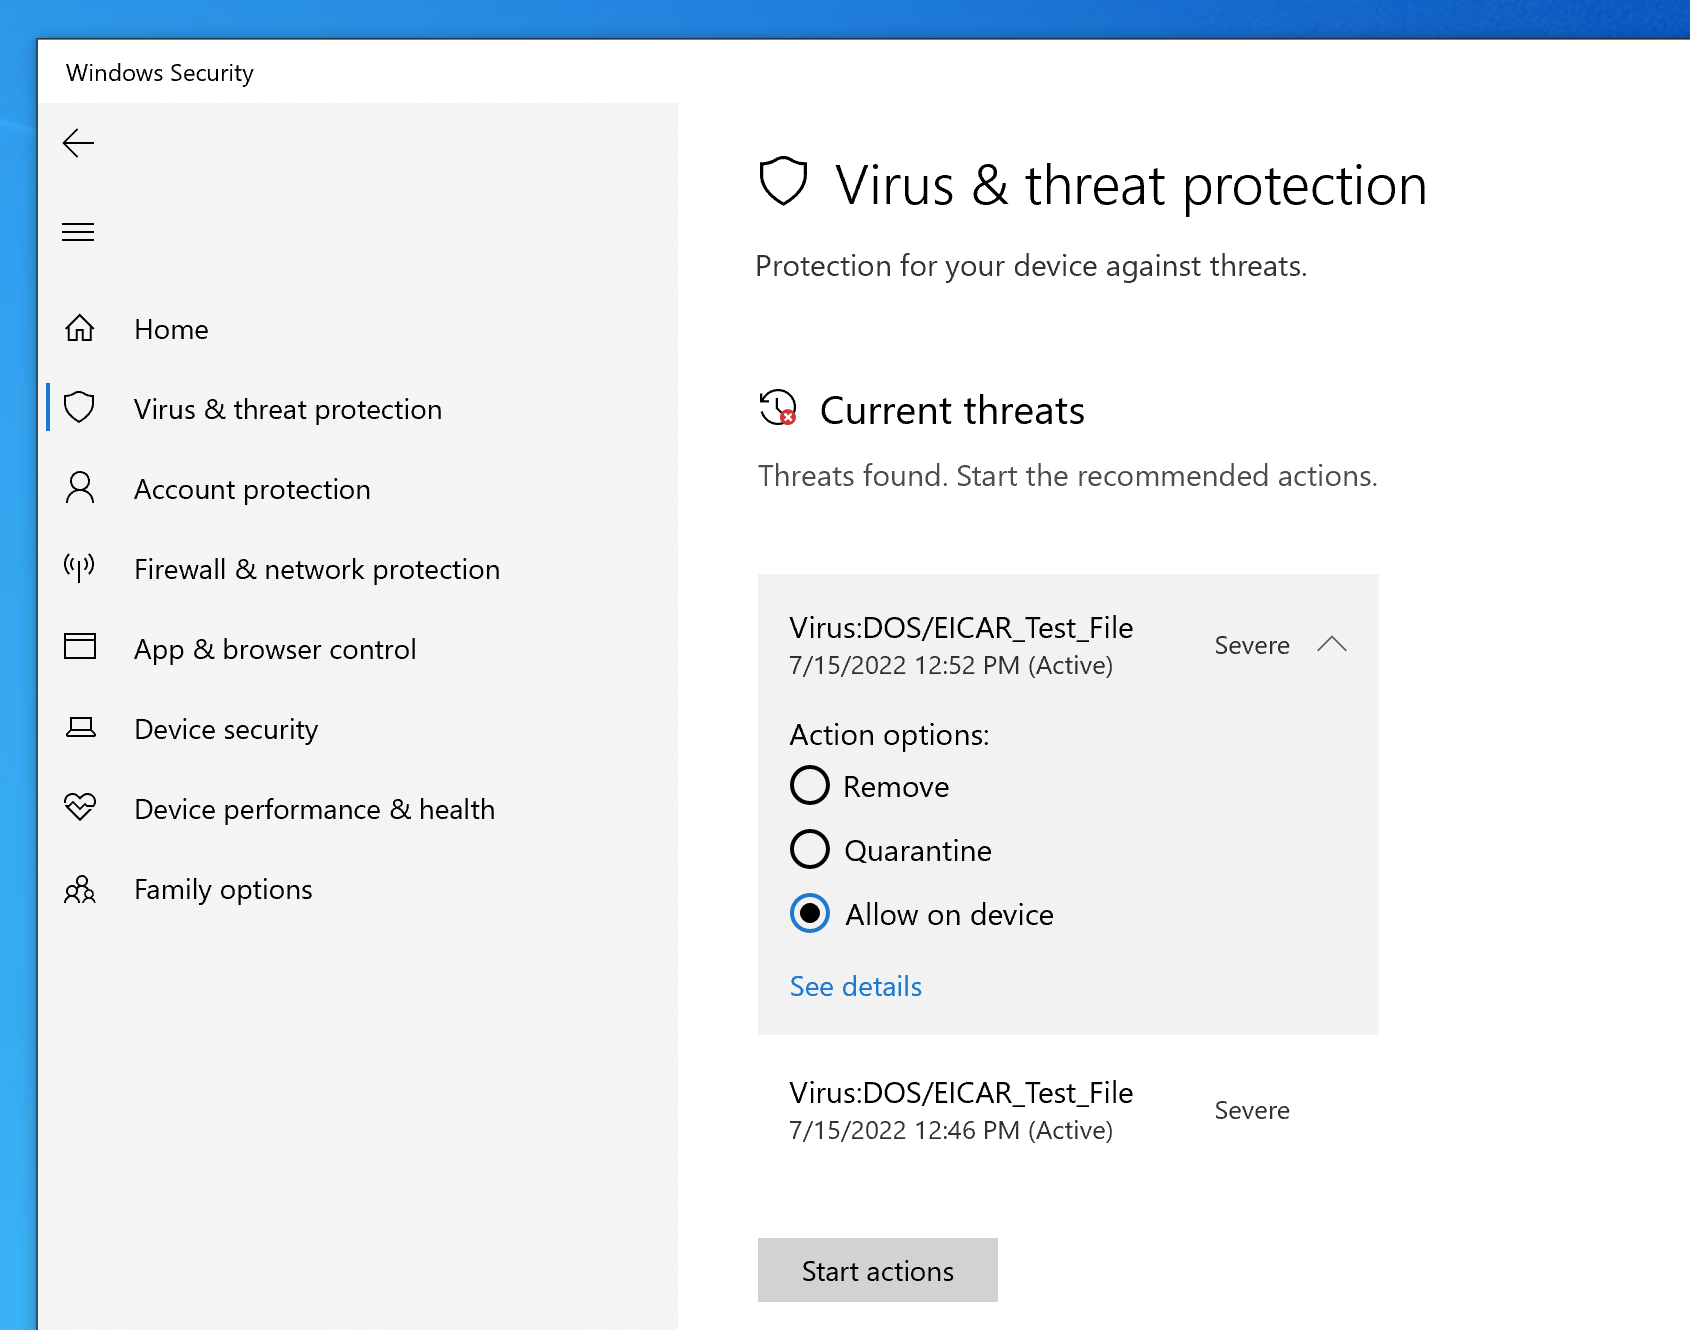 Windows Security
Home
Virus & threat protection
Account protection
Firewall & network protection
App & browser control
Device security
Device performance & health
Family options
Virus & threat protection
Protection for your device against threats.
Current threats
Threats found. Start the recommended actions.
Virus:DOS/EICAR_Test_File
7/15/2022 12:52 PM (Active)
Severe
Action options:
Remove
Quarantine
Allow on device
See details
Virus:DOS/EICAR_Test_File
7/15/2022 12:46 PM (Active)
Severe
Start actions